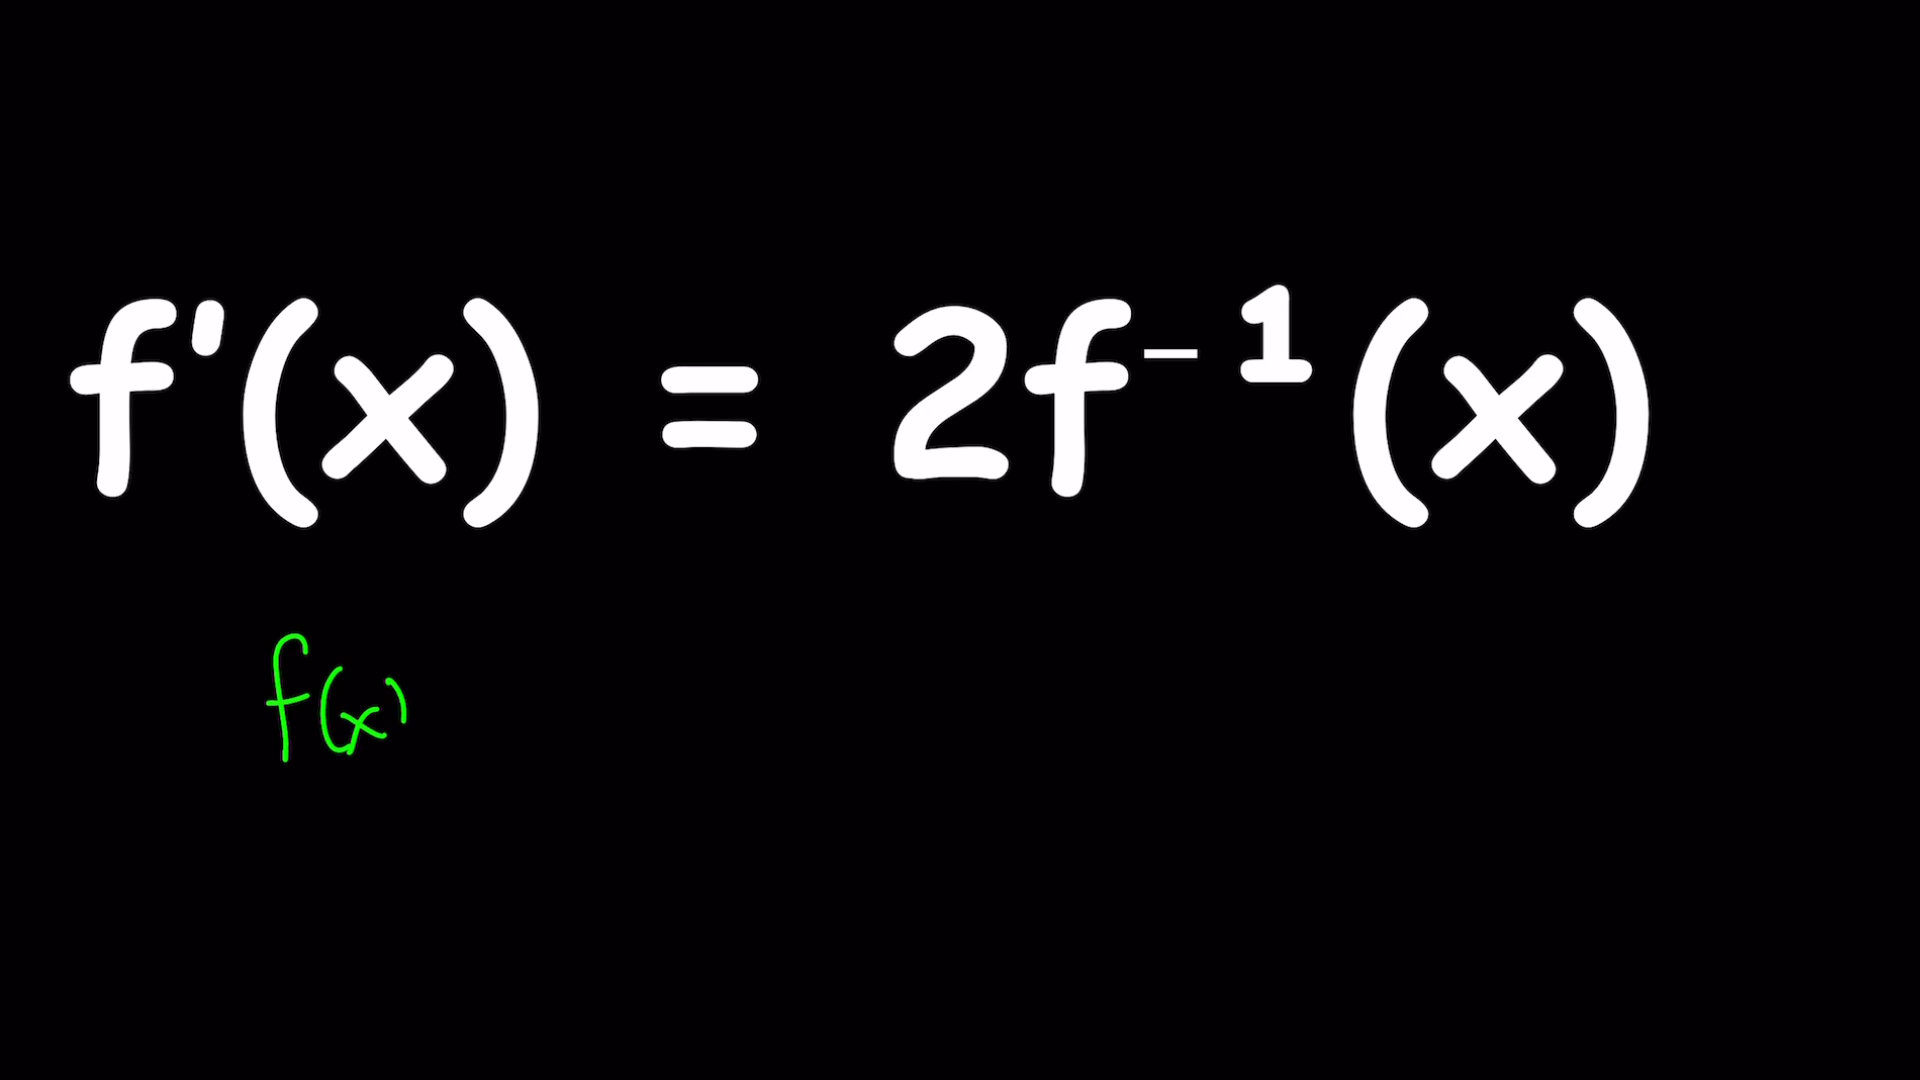 f'(x) = 2f⁻¹(x)
f(x)